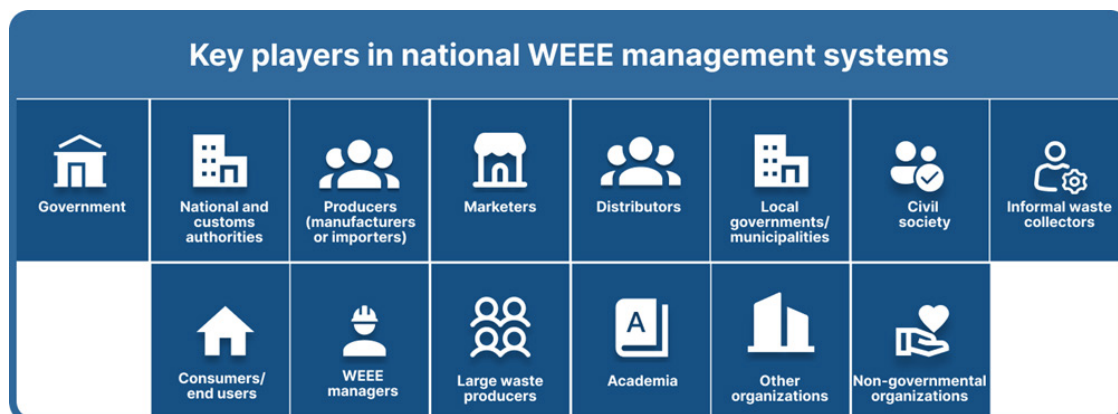 Key players in national WEEE management systems
Government
National and
customs
authorities
Producers
(manufacturers
or importers)
Marketers
Distributors
Local
governments/
municipalities
Civil
society
Informal waste
collectors
Consumers/
end users
WEEE
managers
Large waste
producers
A
Academia
Other
organizations
Non-governmental
organizations